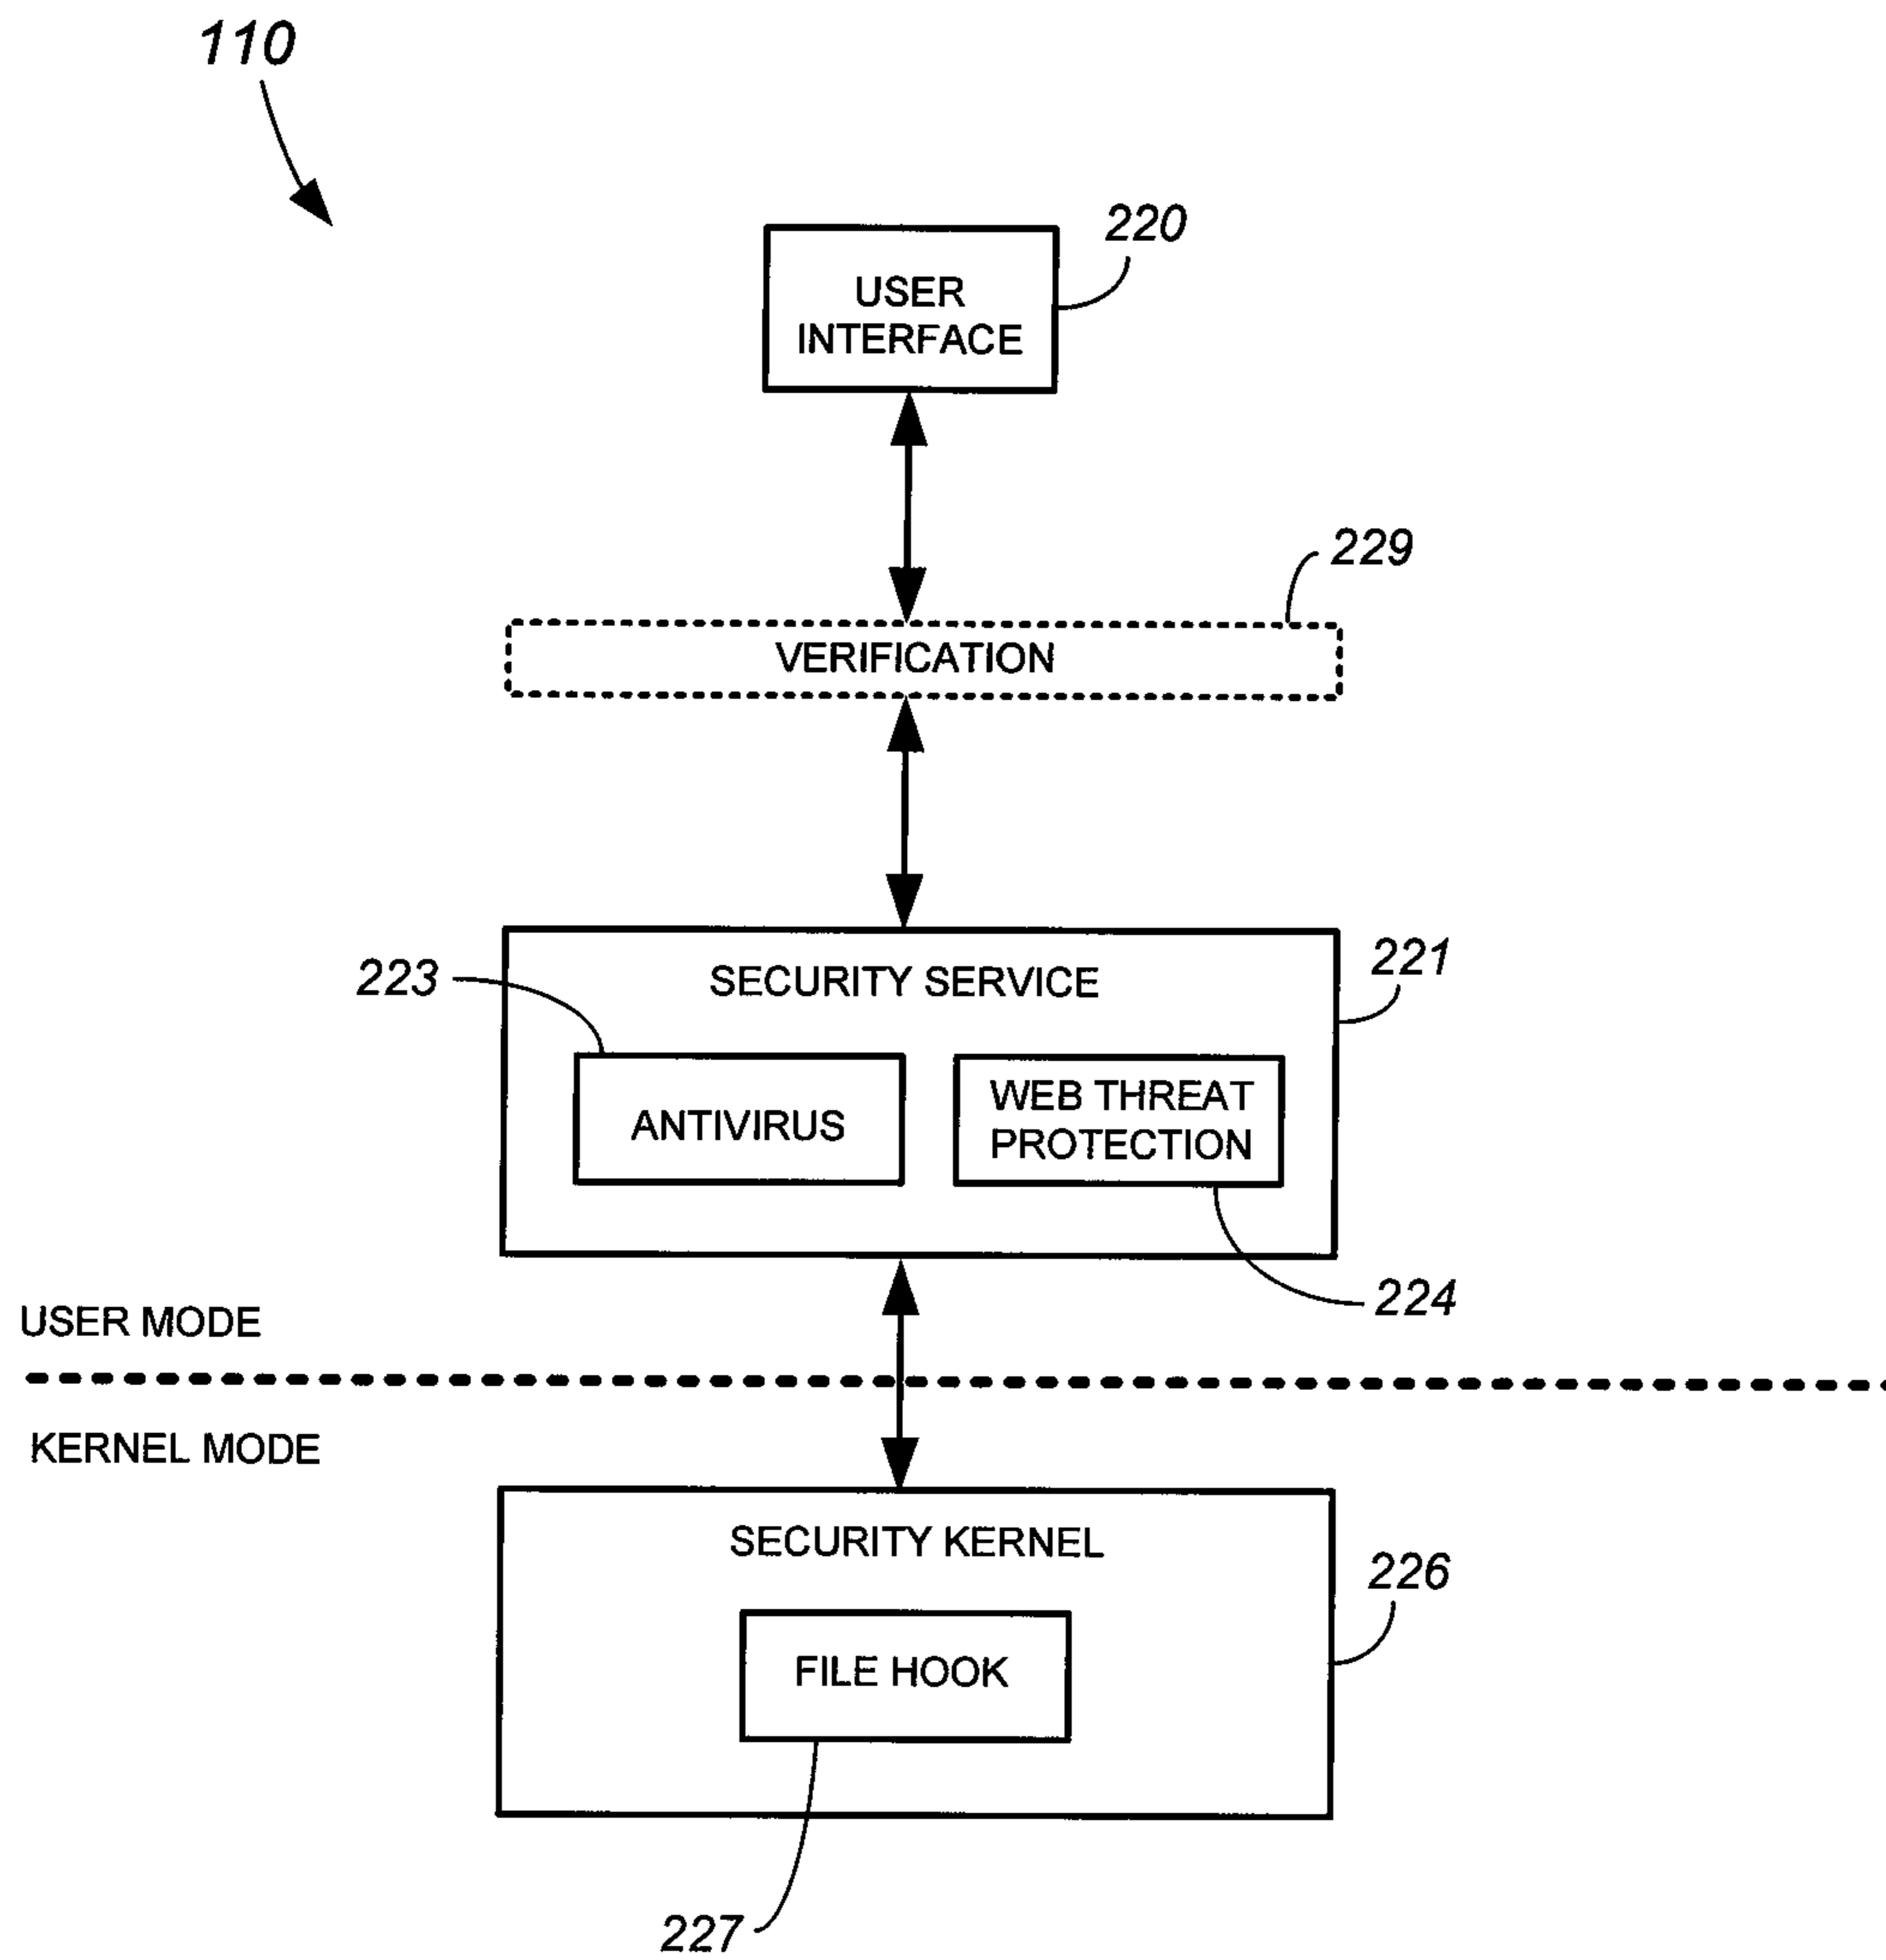 110
220
USER
INTERFACE
229
VERIFICATION
221
223
SECURITY SERVICE
ANTIVIRUS
WEB THREAT
PROTECTION
224
USER MODE
KERNEL MODE
SECURITY KERNEL
226
FILE HOOK
227